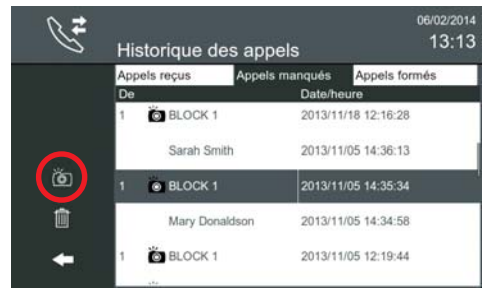 06/02/2014
Historique des appels 13:13
Appels reçus Appels manqués Appels formés
De Date/heure
1 BLOCK 1 2013/11/18 12:16:28
Sarah Smith 2013/11/05 14:36:13
1 BLOCK 1 2013/11/05 14:35:34
Mary Donaldson 2013/11/05 14:34:58
1 BLOCK 1 2013/11/05 12:19:44